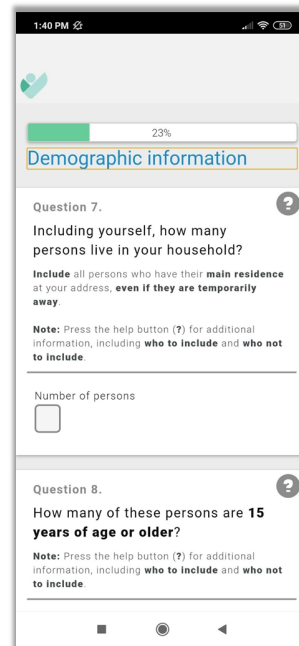 1:40 PM
51
23%
Demographic information
Question 7.
?
Including yourself, how many
persons live in your household?
Include all persons who have their main residence
at your address, even if they are temporarily
away.
Note: Press the help button (?) for additional
information, including who to include and who not
to include.
Number of persons
Question 8.
?
How many of these persons are 15
years of age or older?
Note: Press the help button (?) for additional
information, including who to include and who not
to include.